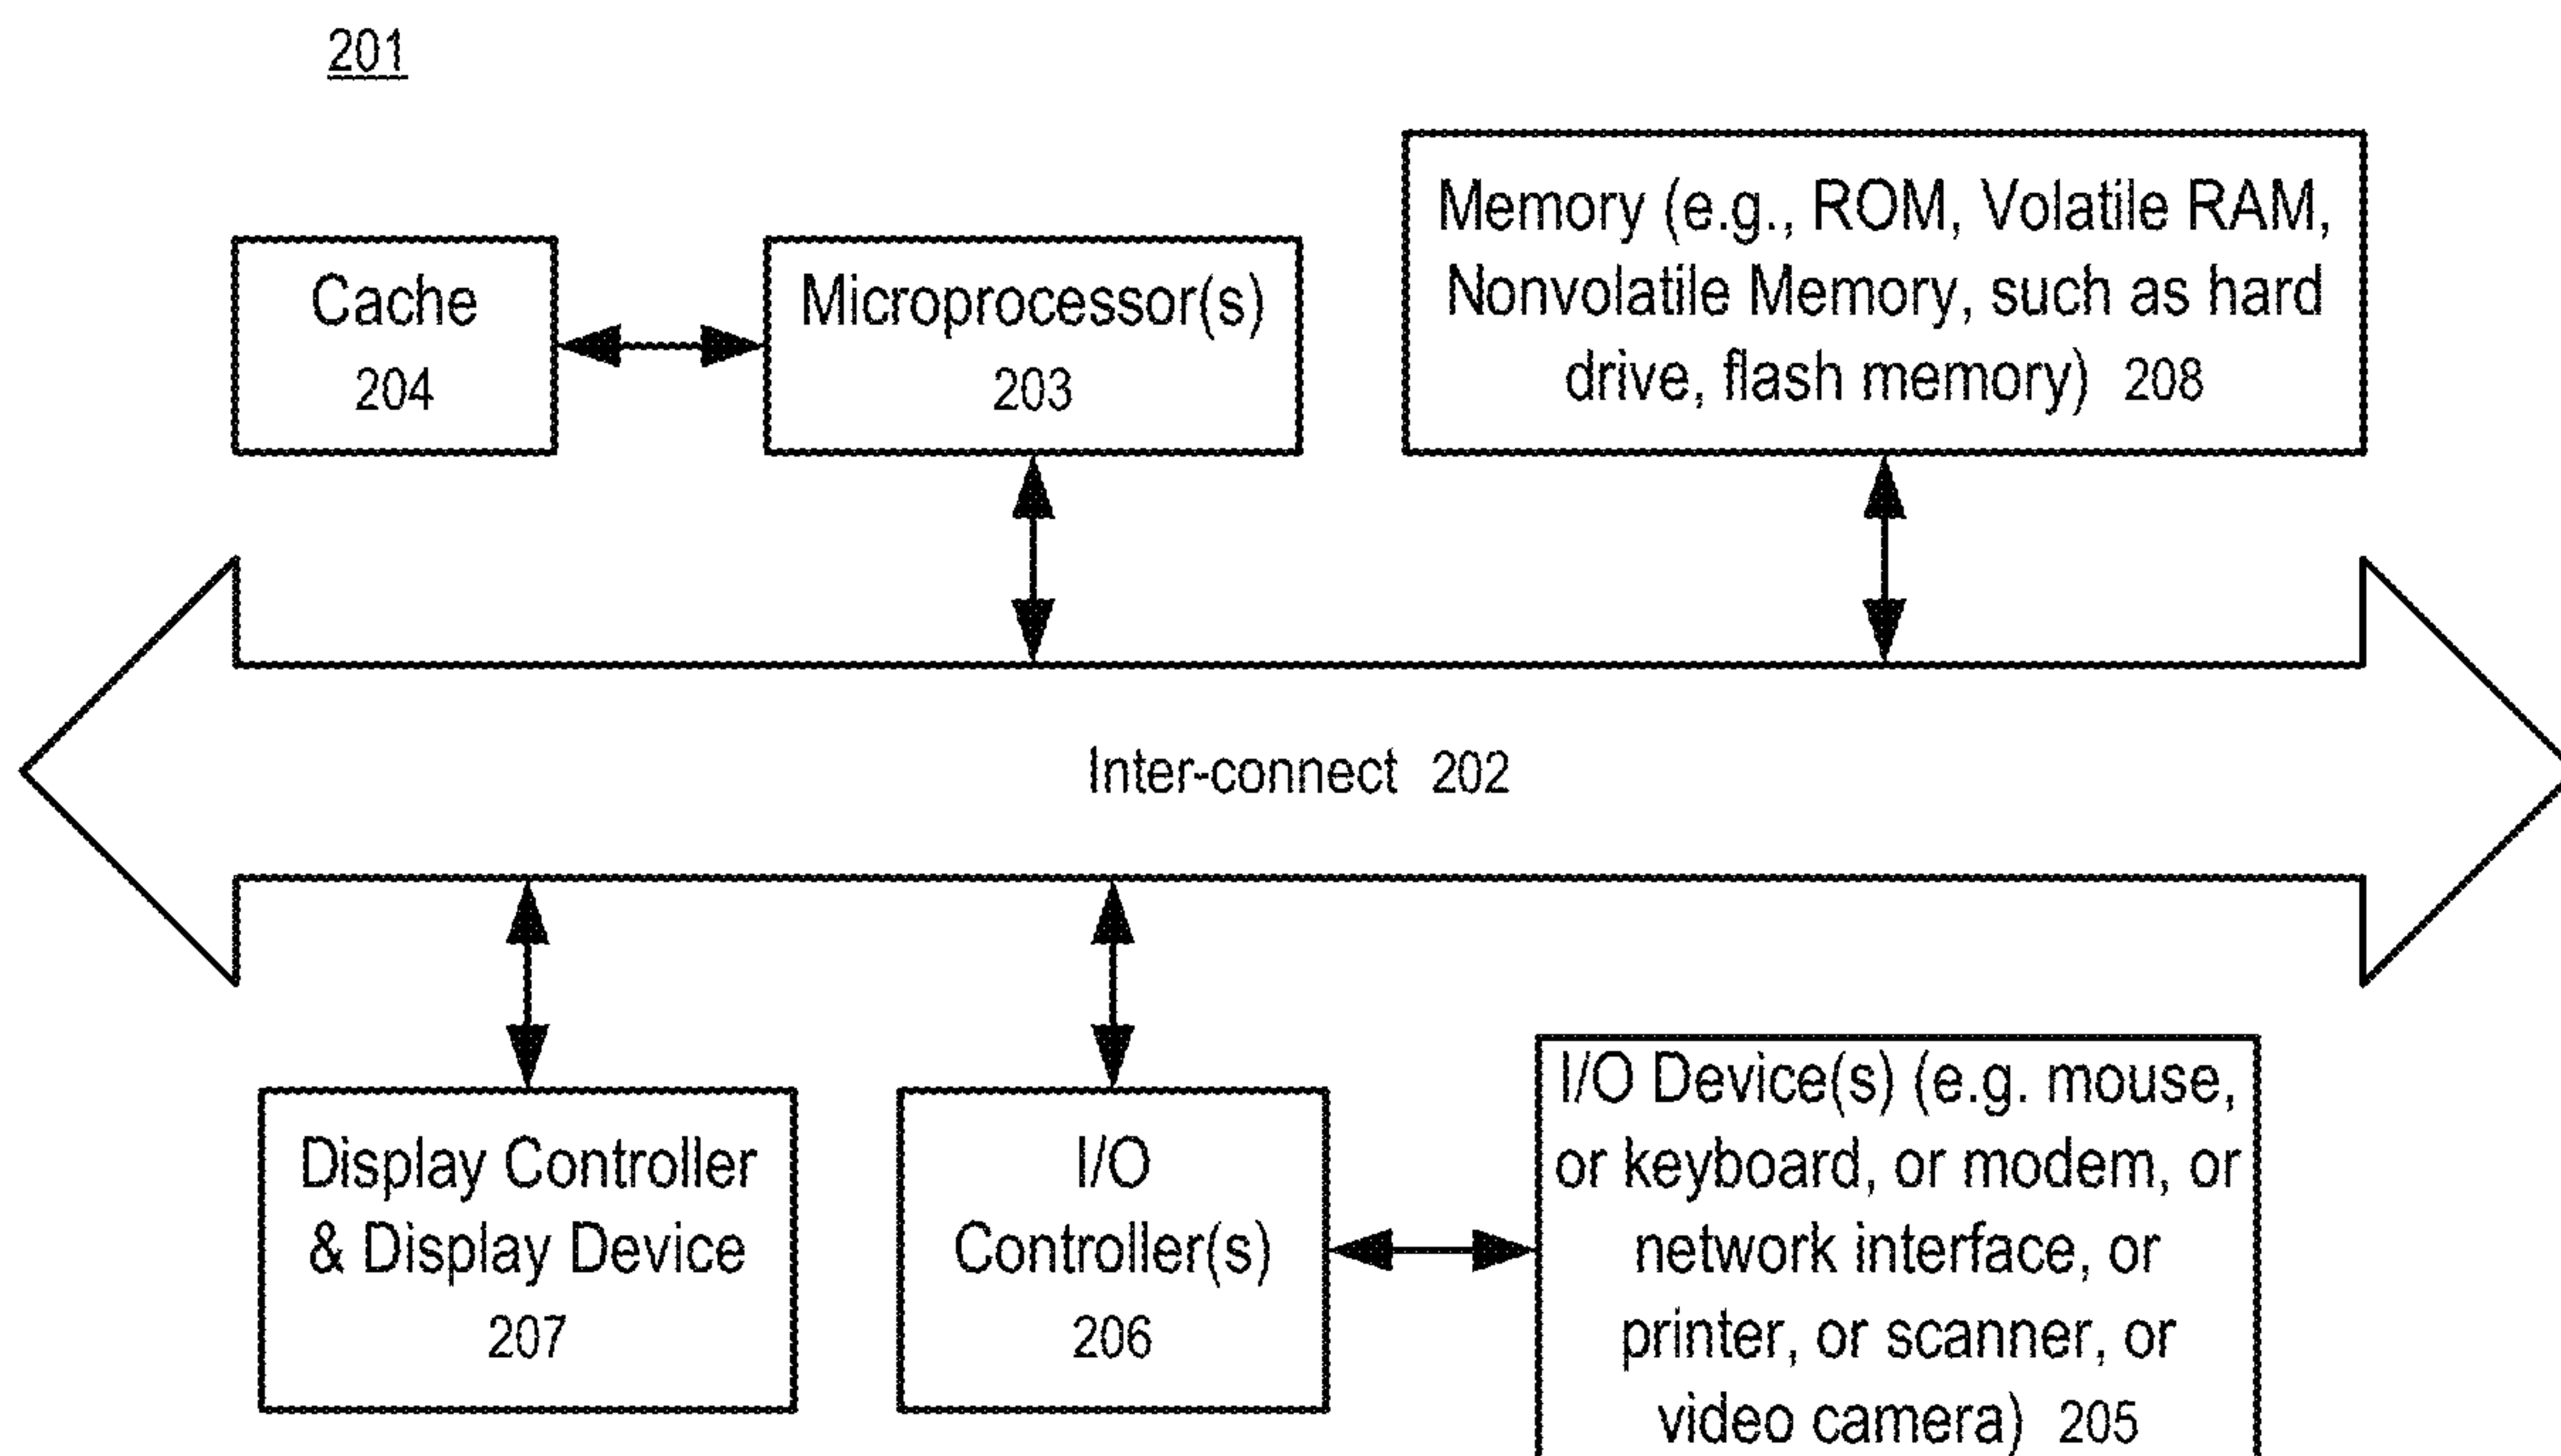 201
Cache
204
Microprocessor(s)
203
Memory (e.g., ROM, Volatile RAM,
Nonvolatile Memory, such as hard
drive, flash memory) 208
Inter-connect 202
Display Controller
& Display Device
207
I/O
Controller(s)
206
I/O Device(s) (e.g. mouse,
or keyboard, or modem, or
network interface, or
printer, or scanner, or
video camera) 205